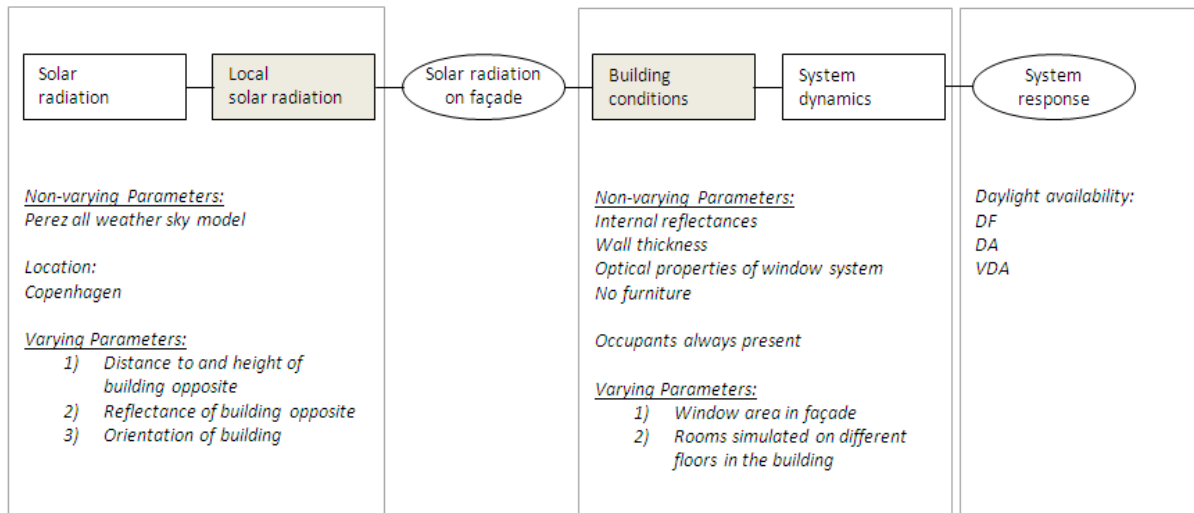 Solar
radiation
Local
solar radiation
Solar radiation
on façade
Building
conditions
System
dynamics
System
response
Non-varying Parameters:
Perez all weather sky model
Location:
Copenhagen
Varying Parameters:
1) Distance to and height of
building opposite
2) Reflectance of building opposite
3) Orientation of building
Non-varying Parameters:
Internal reflectances
Wall thickness
Optical properties of window system
No furniture
Occupants always present
Varying Parameters:
1) Window area in façade
2) Rooms simulated on different
floors in the building
Daylight availability:
DF
DA
VDA